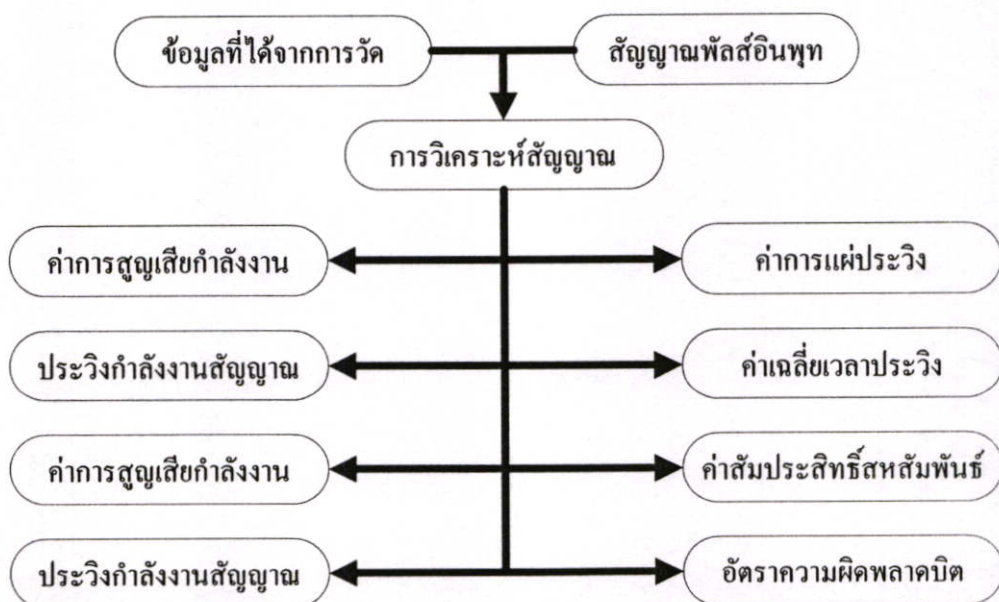 ข้อมูลที่ได้จากการวัด
สัญญาณพัลส์อินพุท
การวิเคราะห์สัญญาณ
ค่าการสูญเสียกำลังงาน
ค่าการแผ่ประวิง
ประวิงกำลังงานสัญญาณ
ค่าเฉลี่ยเวลาประวิง
ค่าการสูญเสียกำลังงาน
ค่าสัมประสิทธิ์สหสัมพันธ์
ประวิงกำลังงานสัญญาณ
อัตราความผิดพลาดบิต